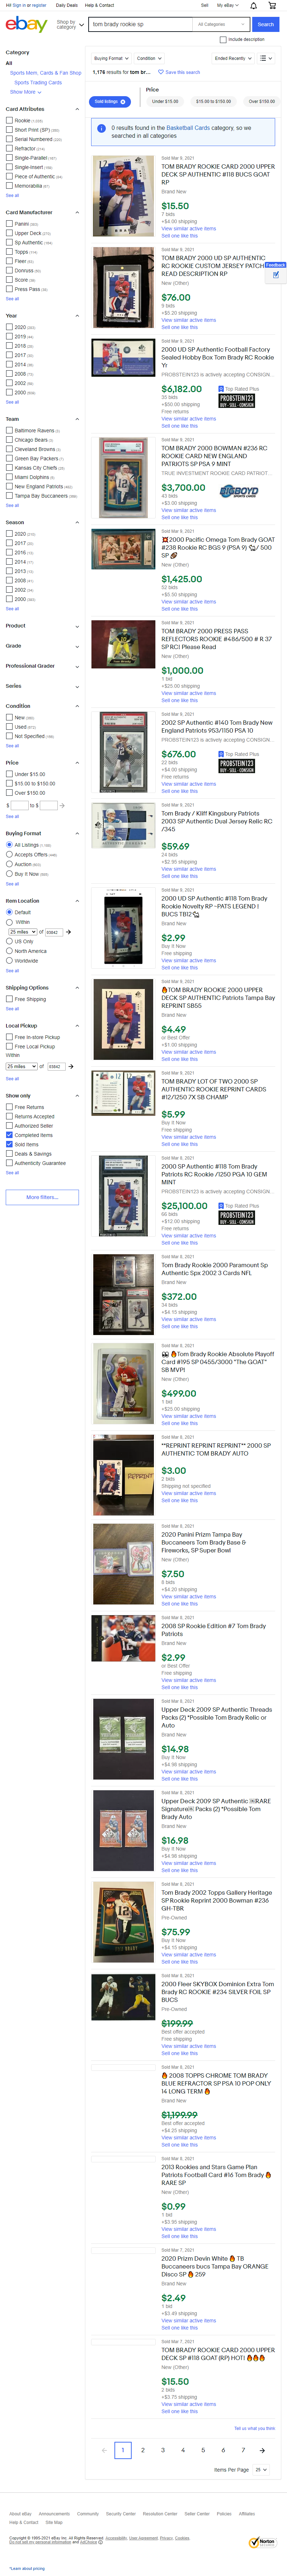 Hi! Sign in or register
Daily Deals
Help & Contact
Sell
My eBay
ebay
Shop by category
tom brady rookie sp
All Categories
Search
Include description
Category
All
Sports Mem, Cards & Fan Shop
Sports Trading Cards
Show More
Card Attributes
Rookie
Short Print (SP)
Serial Numbered
Refractor
Single-Parallel
Single-Insert
Piece of Authentic
Memorabilia
See all
Card Manufacturer
Panini
Upper Deck
Sp Authentic
Topps
Fleer
Donruss
Score
Press Pass
See all
Year
2020
2019
2018
2017
2014
2008
2002
2000
See all
Team
Baltimore Ravens
Chicago Bears
Cleveland Browns
Green Bay Packers
Kansas City Chiefs
Miami Dolphins
New England Patriots
Tampa Bay Buccaneers
See all
Season
2020
2017
2016
2014
2013
2008
2002
2000
See all
Product
Grade
Professional Grader
Series
Condition
New
Used
Not Specified
See all
Price
Under $15.00
$15.00 to $150.00
Over $150.00
$ to $
See all
Buying Format
All Listings
Accepts Offers
Auction
Buy It Now
See all
Item Location
Default
Within
25 miles of
US Only
North America
Worldwide
See all
Shipping Options
Free Shipping
See all
Local Pickup
Free In-store Pickup
Free Local Pickup
Within
25 miles of
See all
Show only
Free Returns
Returns Accepted
Authorized Seller
Completed Items
Sold Items
Deals & Savings
Authenticity Guarantee
See all
More filters...
Buying Format
Condition
Ended Recently
1,176 results for tom br...
Save this search
Sold listings
Price
Under $15.00
$15.00 to $150.00
Over $150.00
0 results found in the Basketball Cards category, so we searched in all categories
Feedback
Sold Mar 8, 2021
TOM BRADY ROOKIE CARD 2000 UPPER DECK SP AUTHENTIC #118 BUCS GOAT RP
Brand New
$15.50
7 bids
+$4.00 shipping
View similar active items
Sell one like this
Sold Mar 8, 2021
TOM BRADY 2000 UD SP AUTHENTIC RC ROOKIE CUSTOM JERSEY PATCH READ DESCRIPTION RP
New (Other)
$76.00
9 bids
+$5.20 shipping
View similar active items
Sell one like this
Sold Mar 8, 2021
2000 UD SP Authentic Football Factory Sealed Hobby Box Tom Brady RC Rookie Yr
PROBSTEIN123 is actively accepting CONSIGN...
$6,182.00
Top Rated Plus
PROBSTEIN123
BUY·SELL·CONSIGN
+$50.00 shipping
Free returns
View similar active items
Sell one like this
Sold Mar 8, 2021
TOM BRADY 2000 BOWMAN #236 RC ROOKIE CARD NEW ENGLAND PATRIOTS SP PSA 9 MINT
TRUE INVESTMENT ROOKIE CARD PATRIOT...
$3,700.00
BIGBOYD
43 bids
View similar active items
Sell one like this
Sold Mar 8, 2021
💥2000 Pacific Omega Tom Brady GOAT #238 Rookie RC BGS 9 (PSA 9) 🐐/ 500 SP🏈
New (Other)
$1,425.00
52 bids
+$5.50 shipping
View similar active items
Sell one like this
Sold Mar 8, 2021
TOM BRADY 2000 PRESS PASS REFLECTORS ROOKIE #486/500 # R 37 SP RC! Please Read
New (Other)
$1,000.00
1 bid
+$25.00 shipping
View similar active items
Sell one like this
Sold Mar 8, 2021
2002 SP Authentic #140 Tom Brady New England Patriots 953/1150 PSA 10
PROBSTEIN123 is actively accepting CONSIGN...
$676.00
Top Rated Plus
PROBSTEIN123
BUY·SELL·CONSIGN
22 bids
+$4.00 shipping
Free returns
View similar active items
Sell one like this
Sold Mar 8, 2021
Tom Brady / Kliff Kingsbury Patriots 2003 SP Authentic Dual Jersey Relic RC /345
$59.69
24 bids
+$2.95 shipping
View similar active items
Sell one like this
Sold Mar 8, 2021
2000 UD SP Authentic #118 Tom Brady Rookie Novelty RP ~PATS LEGEND I BUCS TB12🐐
Brand New
$2.99
Buy It Now
Free shipping
View similar active items
Sell one like this
Sold Mar 8, 2021
🔥TOM BRADY ROOKIE 2000 UPPER DECK SP AUTHENTIC Patriots Tampa Bay REPRINT SB55
Brand New
$4.49
or Best Offer
+$1.00 shipping
View similar active items
Sell one like this
Sold Mar 8, 2021
TOM BRADY LOT OF TWO 2000 SP AUTHENTIC ROOKIE REPRINT CARDS #12/1250 7X SB CHAMP
$5.99
Buy It Now
Free shipping
View similar active items
Sell one like this
Sold Mar 8, 2021
2000 SP Authentic #118 Tom Brady Patriots RC Rookie /1250 PGA 10 GEM MINT
PROBSTEIN123 is actively accepting CONSIGN...
$25,100.00
Top Rated Plus
PROBSTEIN123
BUY·SELL·CONSIGN
+$12.00 shipping
Free returns
View similar active items
Sell one like this
Sold Mar 8, 2021
Tom Brady Rookie 2000 Paramount Sp Authentic Spx 2002 3 Cards NFL
Brand New
$372.00
34 bids
+$4.15 shipping
View similar active items
Sell one like this
Sold Mar 8, 2021
👀 🔥Tom Brady Rookie Absolute Playoff Card #195 SP 0455/3000 "The GOAT" SB MVP!
New (Other)
$499.00
1 bid
+$25.00 shipping
View similar active items
Sell one like this
Sold Mar 8, 2021
**REPRINT REPRINT REPRINT** 2000 SP AUTHENTIC TOM BRADY AUTO
$3.00
2 bids
Shipping not specified
View similar active items
Sell one like this
REPRINT
Sold Mar 8, 2021
2020 Panini Prizm Tampa Bay Buccaneers Tom Brady Base & Fireworks, SP Super Bowl
New (Other)
$7.50
9 bids
+$4.20 shipping
View similar active items
Sell one like this
Sold Mar 8, 2021
2008 SP Rookie Edition #7 Tom Brady Patriots
Brand New
$2.99
or Best Offer
Free shipping
View similar active items
Sell one like this
Sold Mar 8, 2021
Upper Deck 2009 SP Authentic Threads Packs (2) *Possible Tom Brady Relic or Auto
Brand New
$14.98
Buy It Now
+$4.98 shipping
View similar active items
Sell one like this
Sold Mar 8, 2021
Brand New
$16.98
Buy It Now
+$4.98 shipping
View similar active items
Sell one like this
Tom Brady 2002 Topps Gallery Heritage SP Rookie Reprint 2000 Bowman #236 GH-TBR
Pre-Owned
$75.99
Buy It Now
+$4.15 shipping
View similar active items
Sell one like this
2000 Fleer SKYBOX Dominion Extra Tom Brady RC ROOKIE #234 SILVER FOIL SP BUCS
Pre-Owned
$199.99
Best offer accepted
Free shipping
View similar active items
Sell one like this
🔥 2008 TOPPS CHROME TOM BRADY BLUE REFRACTOR SP PSA 10 POP ONLY 14 LONG TERM 🔥
Brand New
$1,199.99
Best offer accepted
View similar active items
Sell one like this
2013 Rookies and Stars Game Plan Patriots Football Card #16 Tom Brady🔥 RARE SP
New (Other)
$0.99
1 bid
View similar active items
Sell one like this
Sold Mar 7, 2021
2020 Prizm Devin White🔥 TB Buccaneers bucs Tampa Bay ORANGE Disco SP🔥 259
Brand New
$2.49
1 bid
+$3.49 shipping
View similar active items
Sell one like this
Sold Mar 7, 2021
TOM BRADY ROOKIE CARD 2000 UPPER DECK SP #118 GOAT (RP) HOT! 🔥🔥🔥
New (Other)
$15.50
2 bids
+$3.75 shipping
View similar active items
Sell one like this
Tell us what you think
1 2 3 4 5 6 7
Items Per Page 25
About eBay
Announcements
Community
Security Center
Resolution Center
Seller Center
Policies
Affiliates
Help & Contact
Site Map
Copyright © 1995-2021 eBay Inc. All Rights Reserved. Accessibility, User Agreement, Privacy, Cookies, Do not sell my personal information and AdChoice
Norton
*Learn about pricing